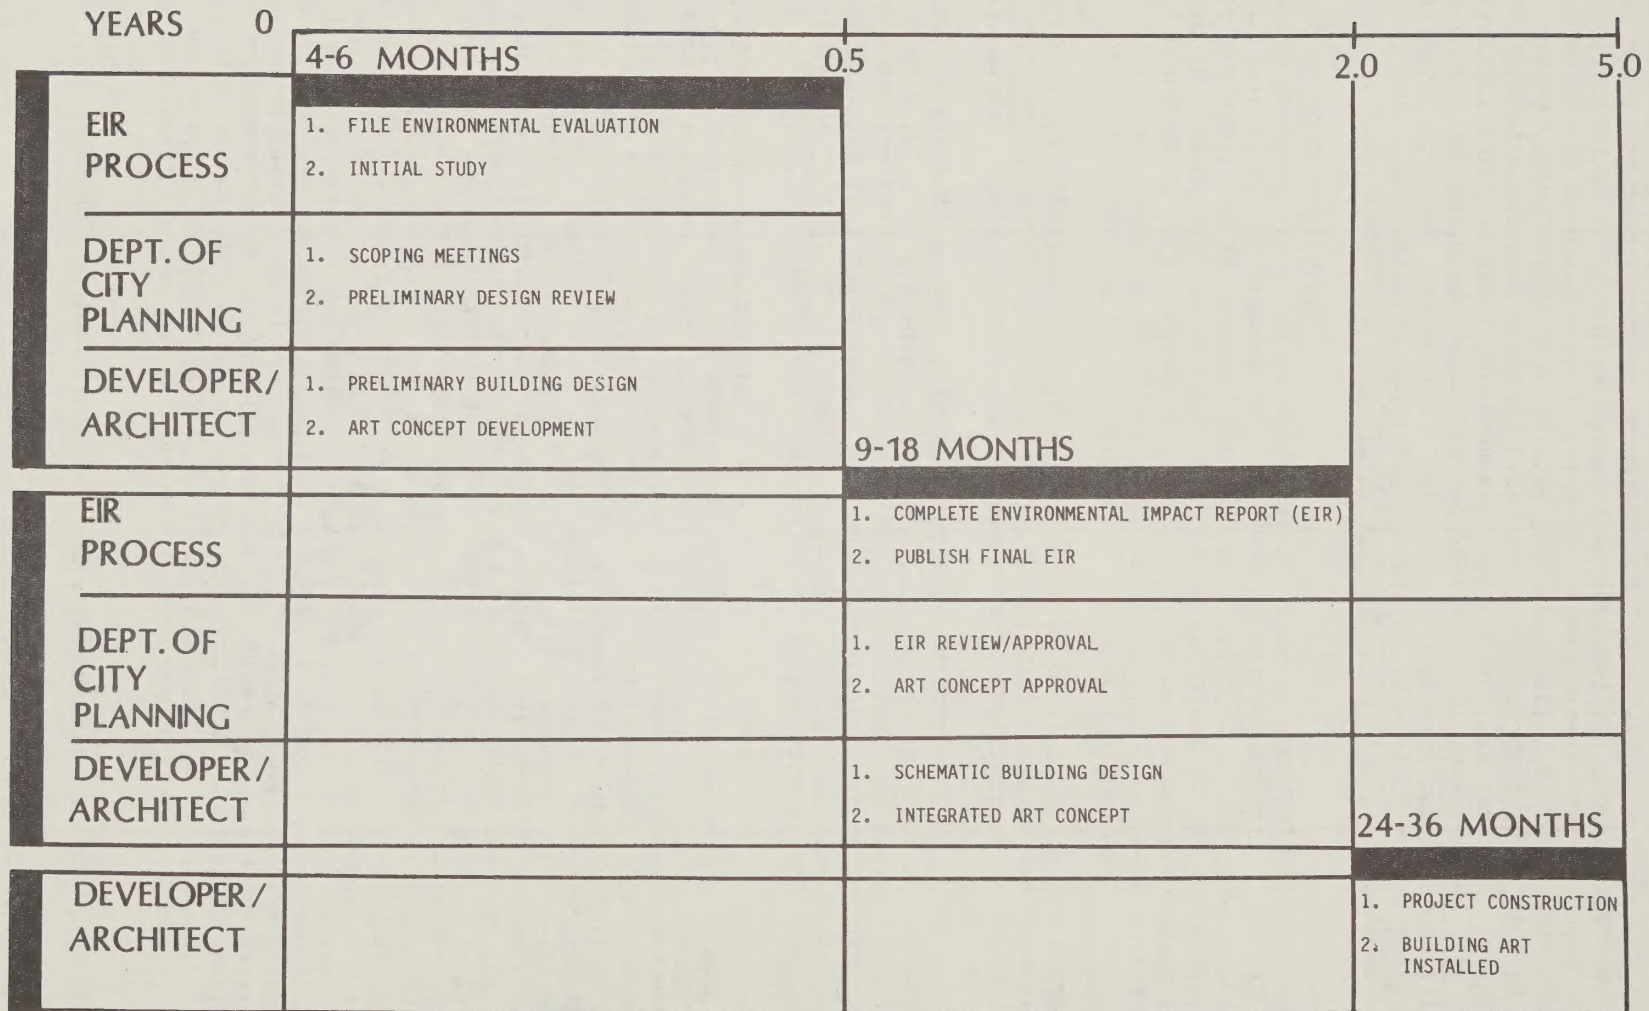 YEARS 0 0.5 2.0 5.0
4-6 MONTHS
EIR
PROCESS
1. FILE ENVIRONMENTAL EVALUATION
2. INITIAL STUDY
DEPT. OF
CITY
PLANNING
1. SCOPING MEETINGS
2. PRELIMINARY DESIGN REVIEW
DEVELOPER/
ARCHITECT
1. PRELIMINARY BUILDING DESIGN
2. ART CONCEPT DEVELOPMENT
9-18 MONTHS
EIR
PROCESS
1. COMPLETE ENVIRONMENTAL IMPACT REPORT (EIR)
2. PUBLISH FINAL EIR
DEPT. OF
CITY
PLANNING
1. EIR REVIEW/APPROVAL
2. ART CONCEPT APPROVAL
DEVELOPER/
ARCHITECT
1. SCHEMATIC BUILDING DESIGN
2. INTEGRATED ART CONCEPT
24-36 MONTHS
DEVELOPER/
ARCHITECT
1. PROJECT CONSTRUCTION
2. BUILDING ART
INSTALLED